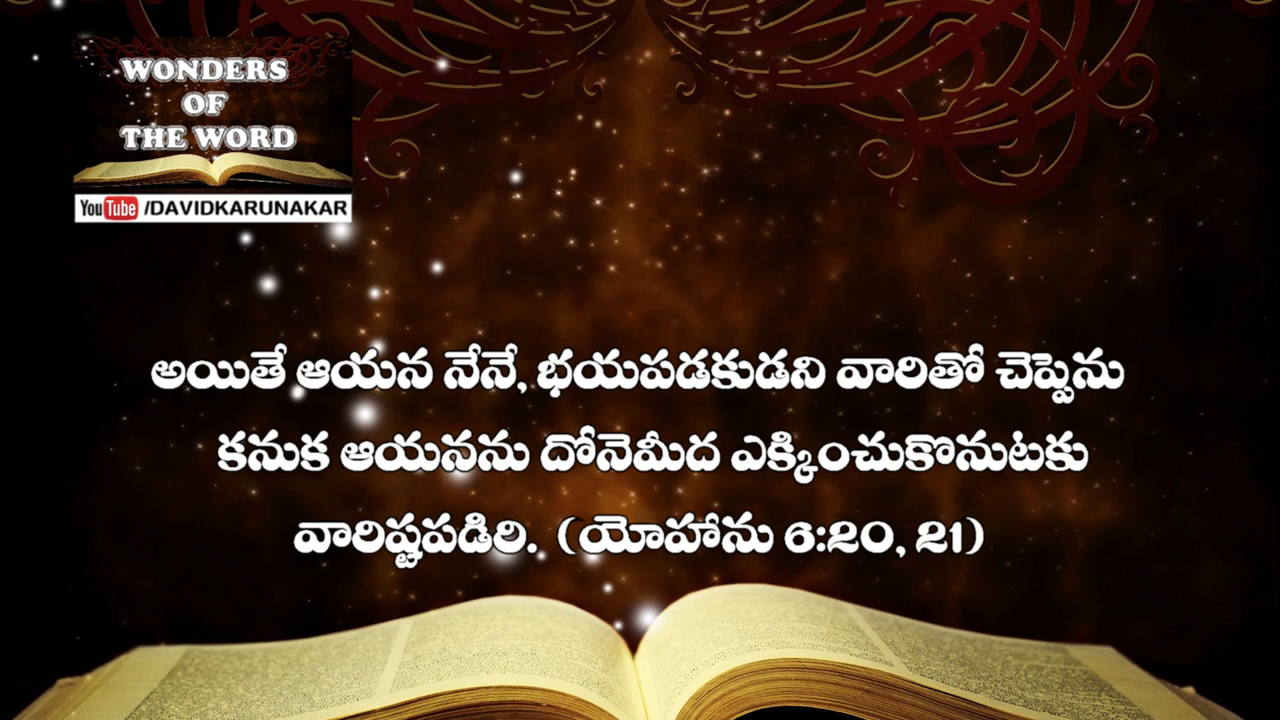 WONDERS
OF
THE WORD
YouTube /DAVIDKARUNAKAR
అయితే ఆయన నేనే, భయపడకుడని వారితో చెప్పెను
కనుక ఆయనను దోనెమీద ఎక్కించుకొనుటకు
వారిష్టపడిరి. (యోహాను 6:20, 21)